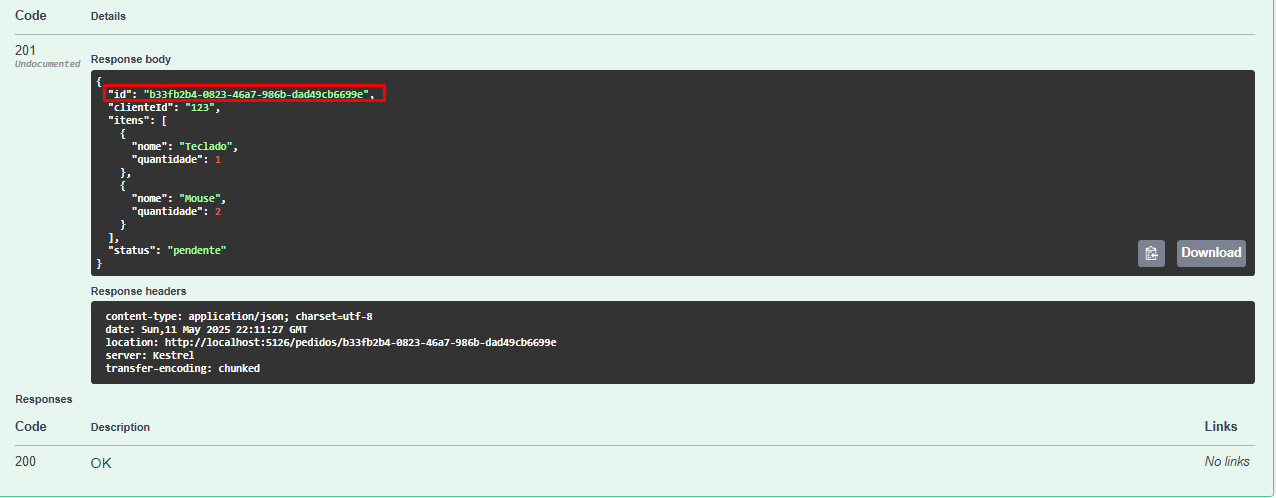 Code Details
201
Undocumented
Response body
{
"id": "b33fb2b4-0823-46a7-986b-dad49cb6699e",
"clienteId": "123",
"itens": [
{
"nome": "Teclado",
"quantidade": 1
},
{
"nome": "Mouse",
"quantidade": 2
}
],
"status": "pendente"
}
Download
Response headers
content-type: application/json; charset=utf-8
date: Sun,11 May 2025 22:11:27 GMT
location: http://localhost:5126/pedidos/b33fb2b4-0823-46a7-986b-dad49cb6699e
server: Kestrel
transfer-encoding: chunked
Responses
Code Description Links
200 OK No links